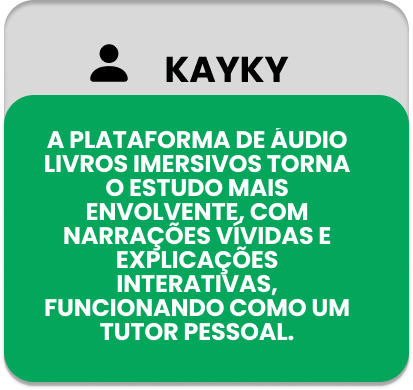 KAYKY
A PLATAFORMA DE ÁUDIO
LIVROS IMERSIVOS TORNA
O ESTUDO MAIS
ENVOLVENTE, COM
NARRAÇÕES VÍVIDAS E
EXPLICAÇÕES
INTERATIVAS,
FUNCIONANDO COMO UM
TUTOR PESSOAL.